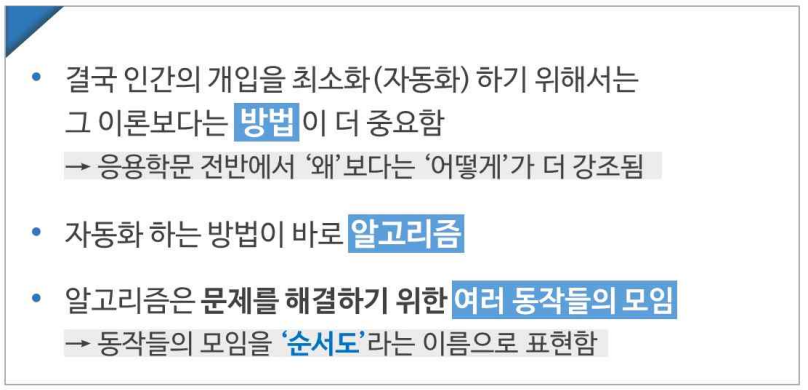 • 결국 인간의 개입을 최소화(자동화) 하기 위해서는
그 이론보다는 방법이 더 중요함
→ 응용학문 전반에서 ‘왜’보다는 ‘어떻게’가 더 강조됨
• 자동화 하는 방법이 바로 알고리즘
• 알고리즘은 문제를 해결하기 위한 여러 동작들의 모임
→ 동작들의 모임을 ‘순서도’라는 이름으로 표현함